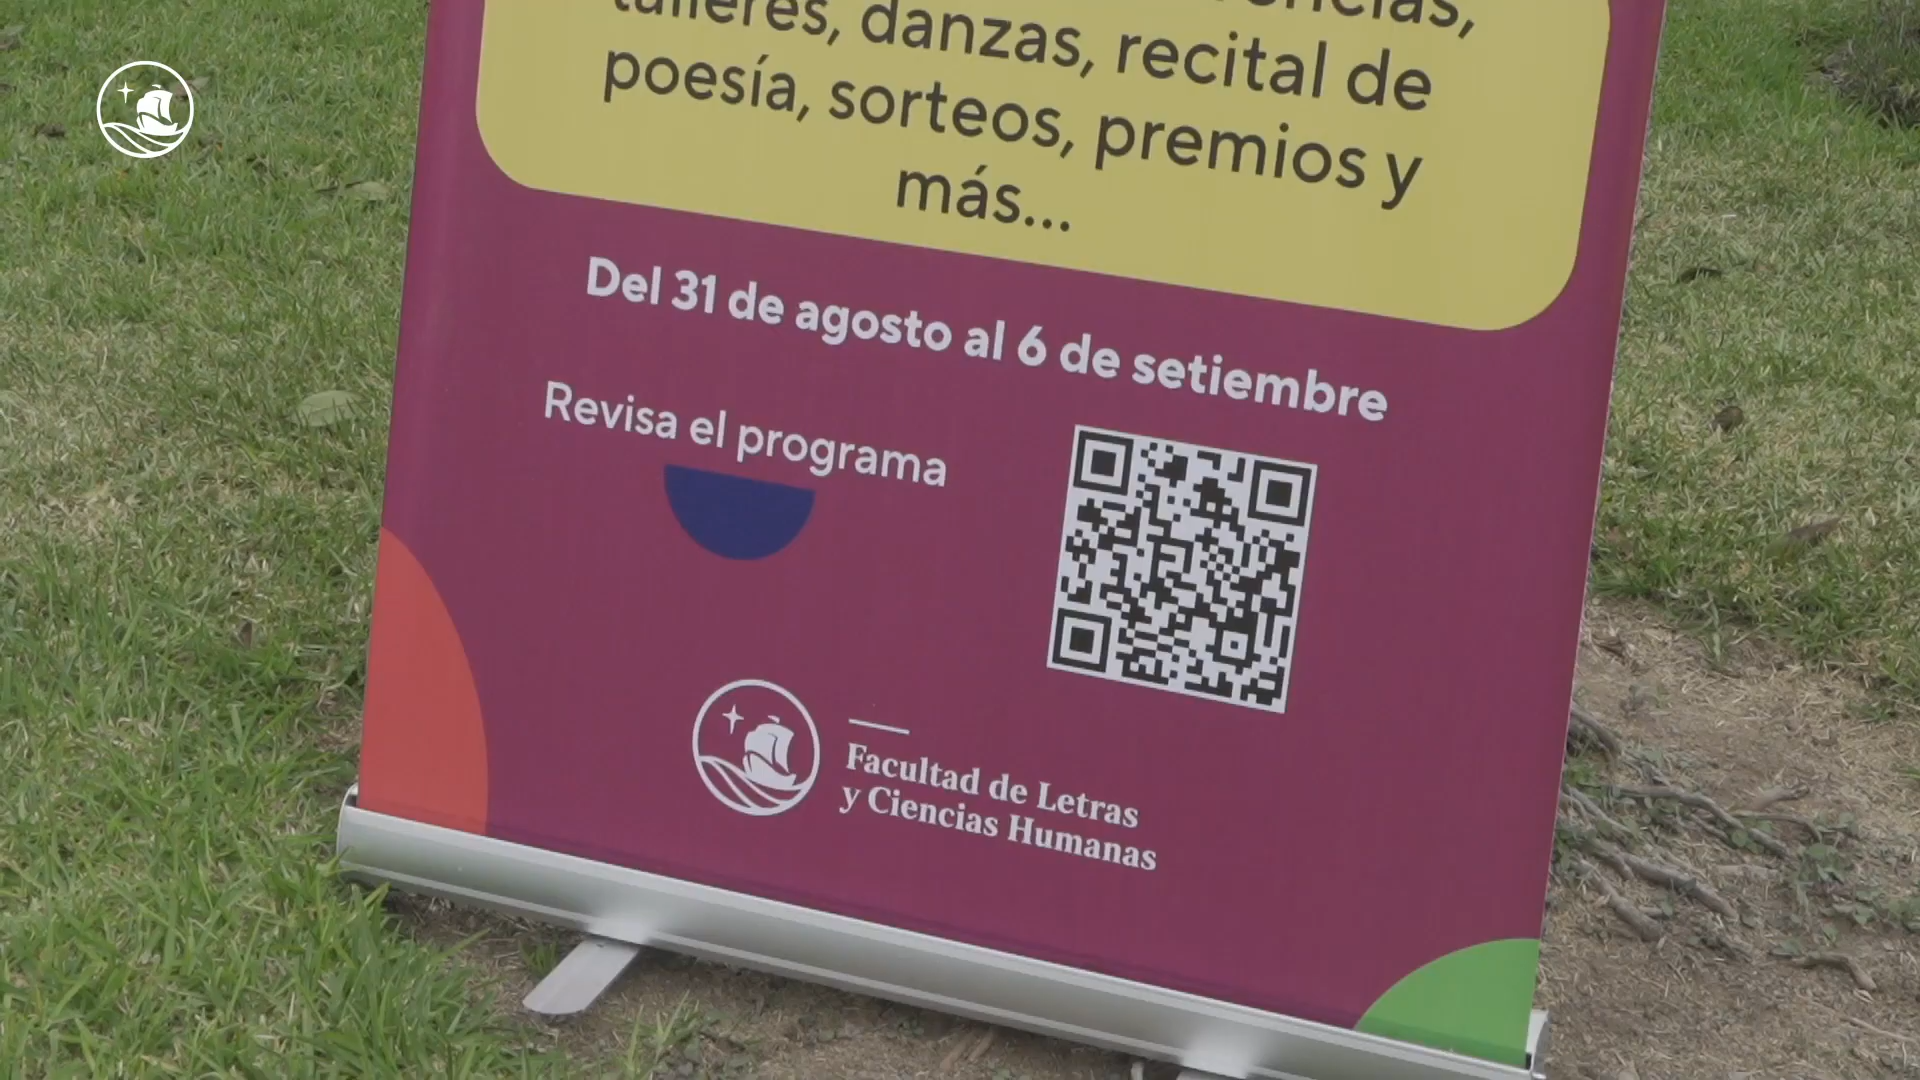 talleres, danzas, recital de
poesía, sorteos, premios y
más...
Del 31 de agosto al 6 de setiembre
Revisa el programa
Facultad de Letras
y Ciencias Humanas